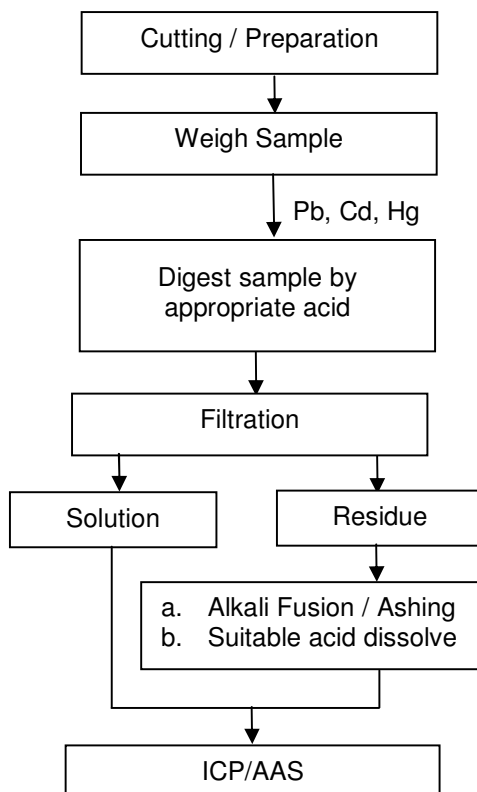 Cutting / Preparation
Weigh Sample
Pb, Cd, Hg
Digest sample by
appropriate acid
Filtration
Solution
Residue
a. Alkali Fusion / Ashing
b. Suitable acid dissolve
ICP/AAS